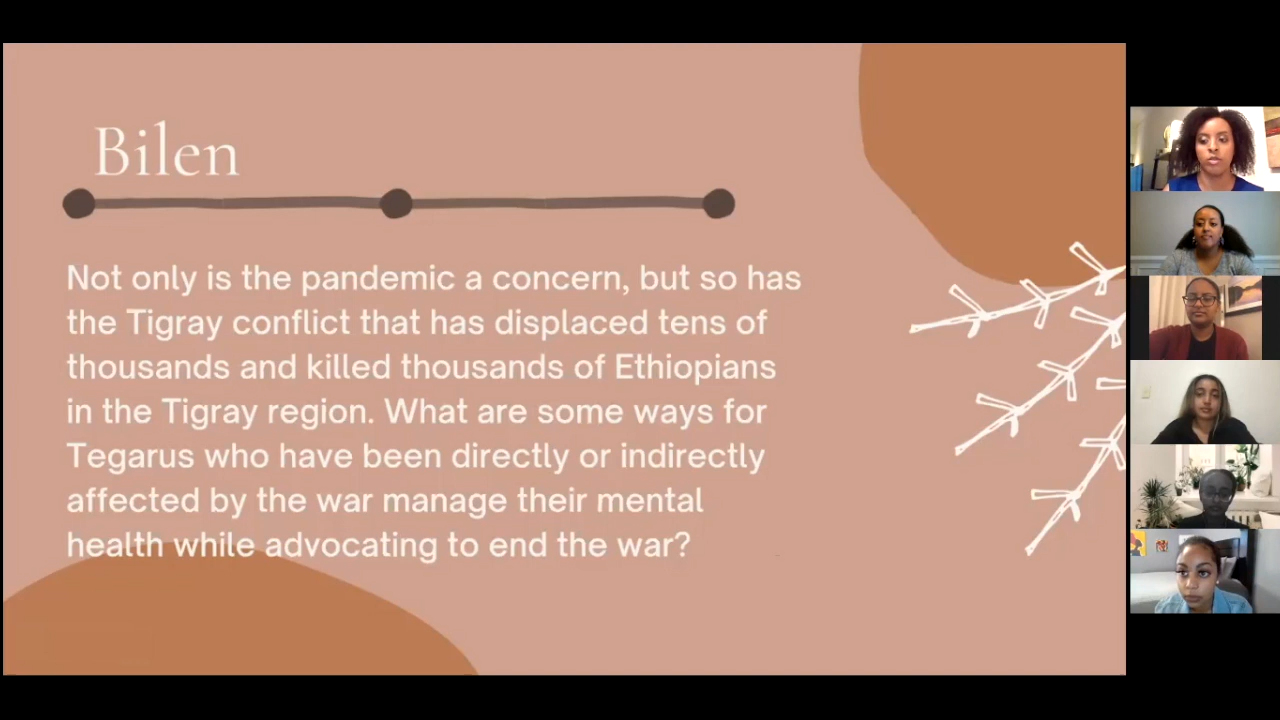 Bilen
Not only is the pandemic a concern, but so has
the Tigray conflict that has displaced tens of
thousands and killed thousands of Ethiopians
in the Tigray region. What are some ways for
Tegarus who have been directly or indirectly
affected by the war manage their mental
health while advocating to end the war?